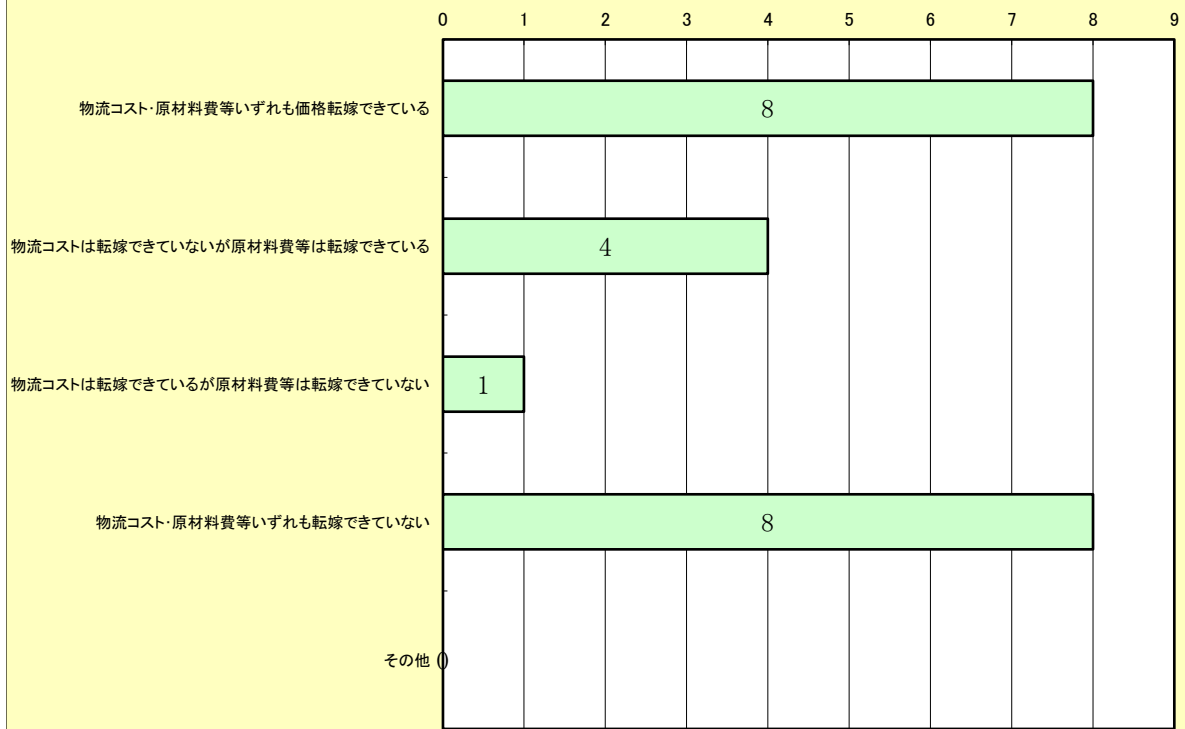 0 1 2 3 4 5 6 7 8 9
物流コスト・原材料費等いずれも価格転嫁できている 8
物流コストは転嫁できていないが原材料費等は転嫁できている 4
物流コストは転嫁できているが原材料費等は転嫁できていない 1
物流コスト・原材料費等いずれも転嫁できていない 8
その他 0